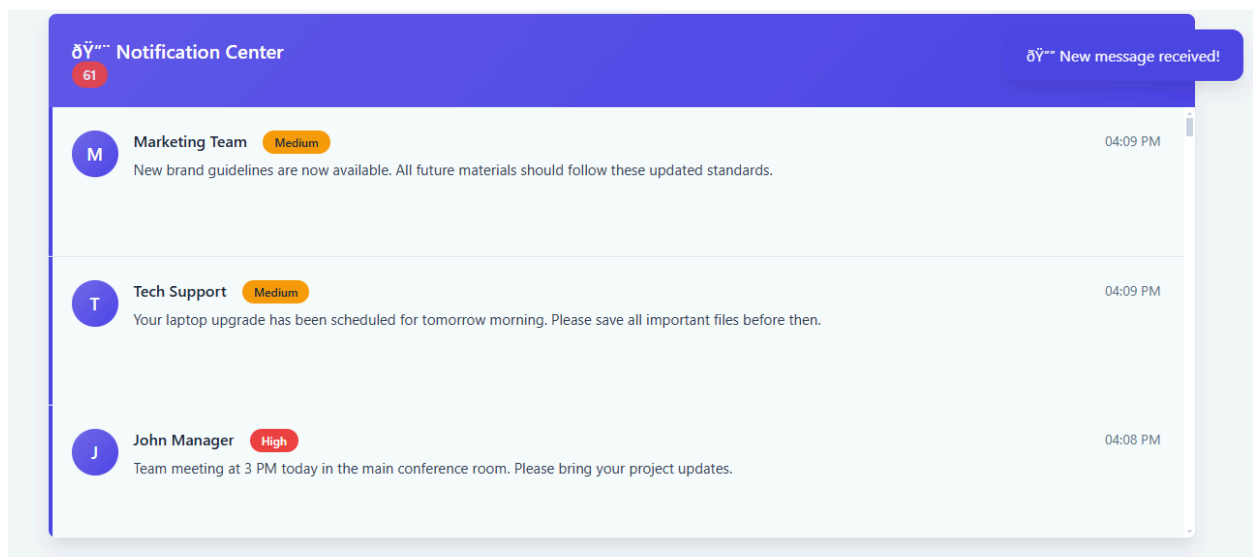 ðŸ“¨ Notification Center
61
ðŸ”” New message received!
M
Marketing Team Medium 04:09 PM
New brand guidelines are now available. All future materials should follow these updated standards.
T
Tech Support Medium 04:09 PM
Your laptop upgrade has been scheduled for tomorrow morning. Please save all important files before then.
J
John Manager High 04:08 PM
Team meeting at 3 PM today in the main conference room. Please bring your project updates.